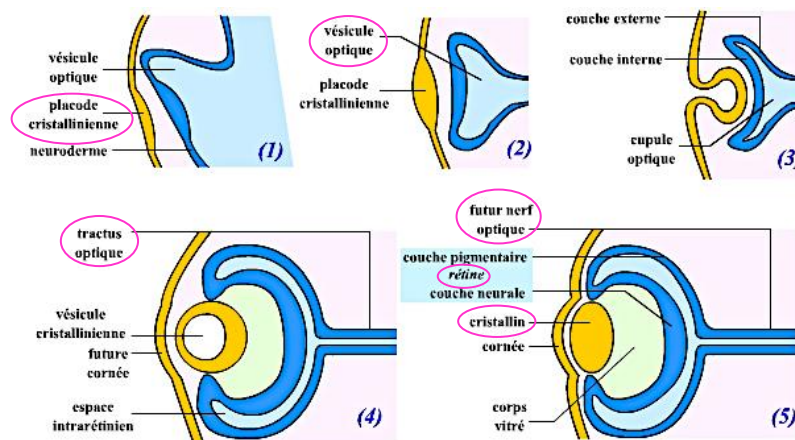 vésicule
optique
placode
cristallinienne
neuroderme
(1)
vésicule
optique
placode
cristallinienne
(2)
couche externe
couche interne
cupule
optique
(3)
tractus
optique
vésicule
cristallinienne
future
cornée
espace
intrarétinien
(4)
futur nerf
optique
couche pigmentaire
rétine
couche neurale
cristallin
cornée
corps
vitré
(5)